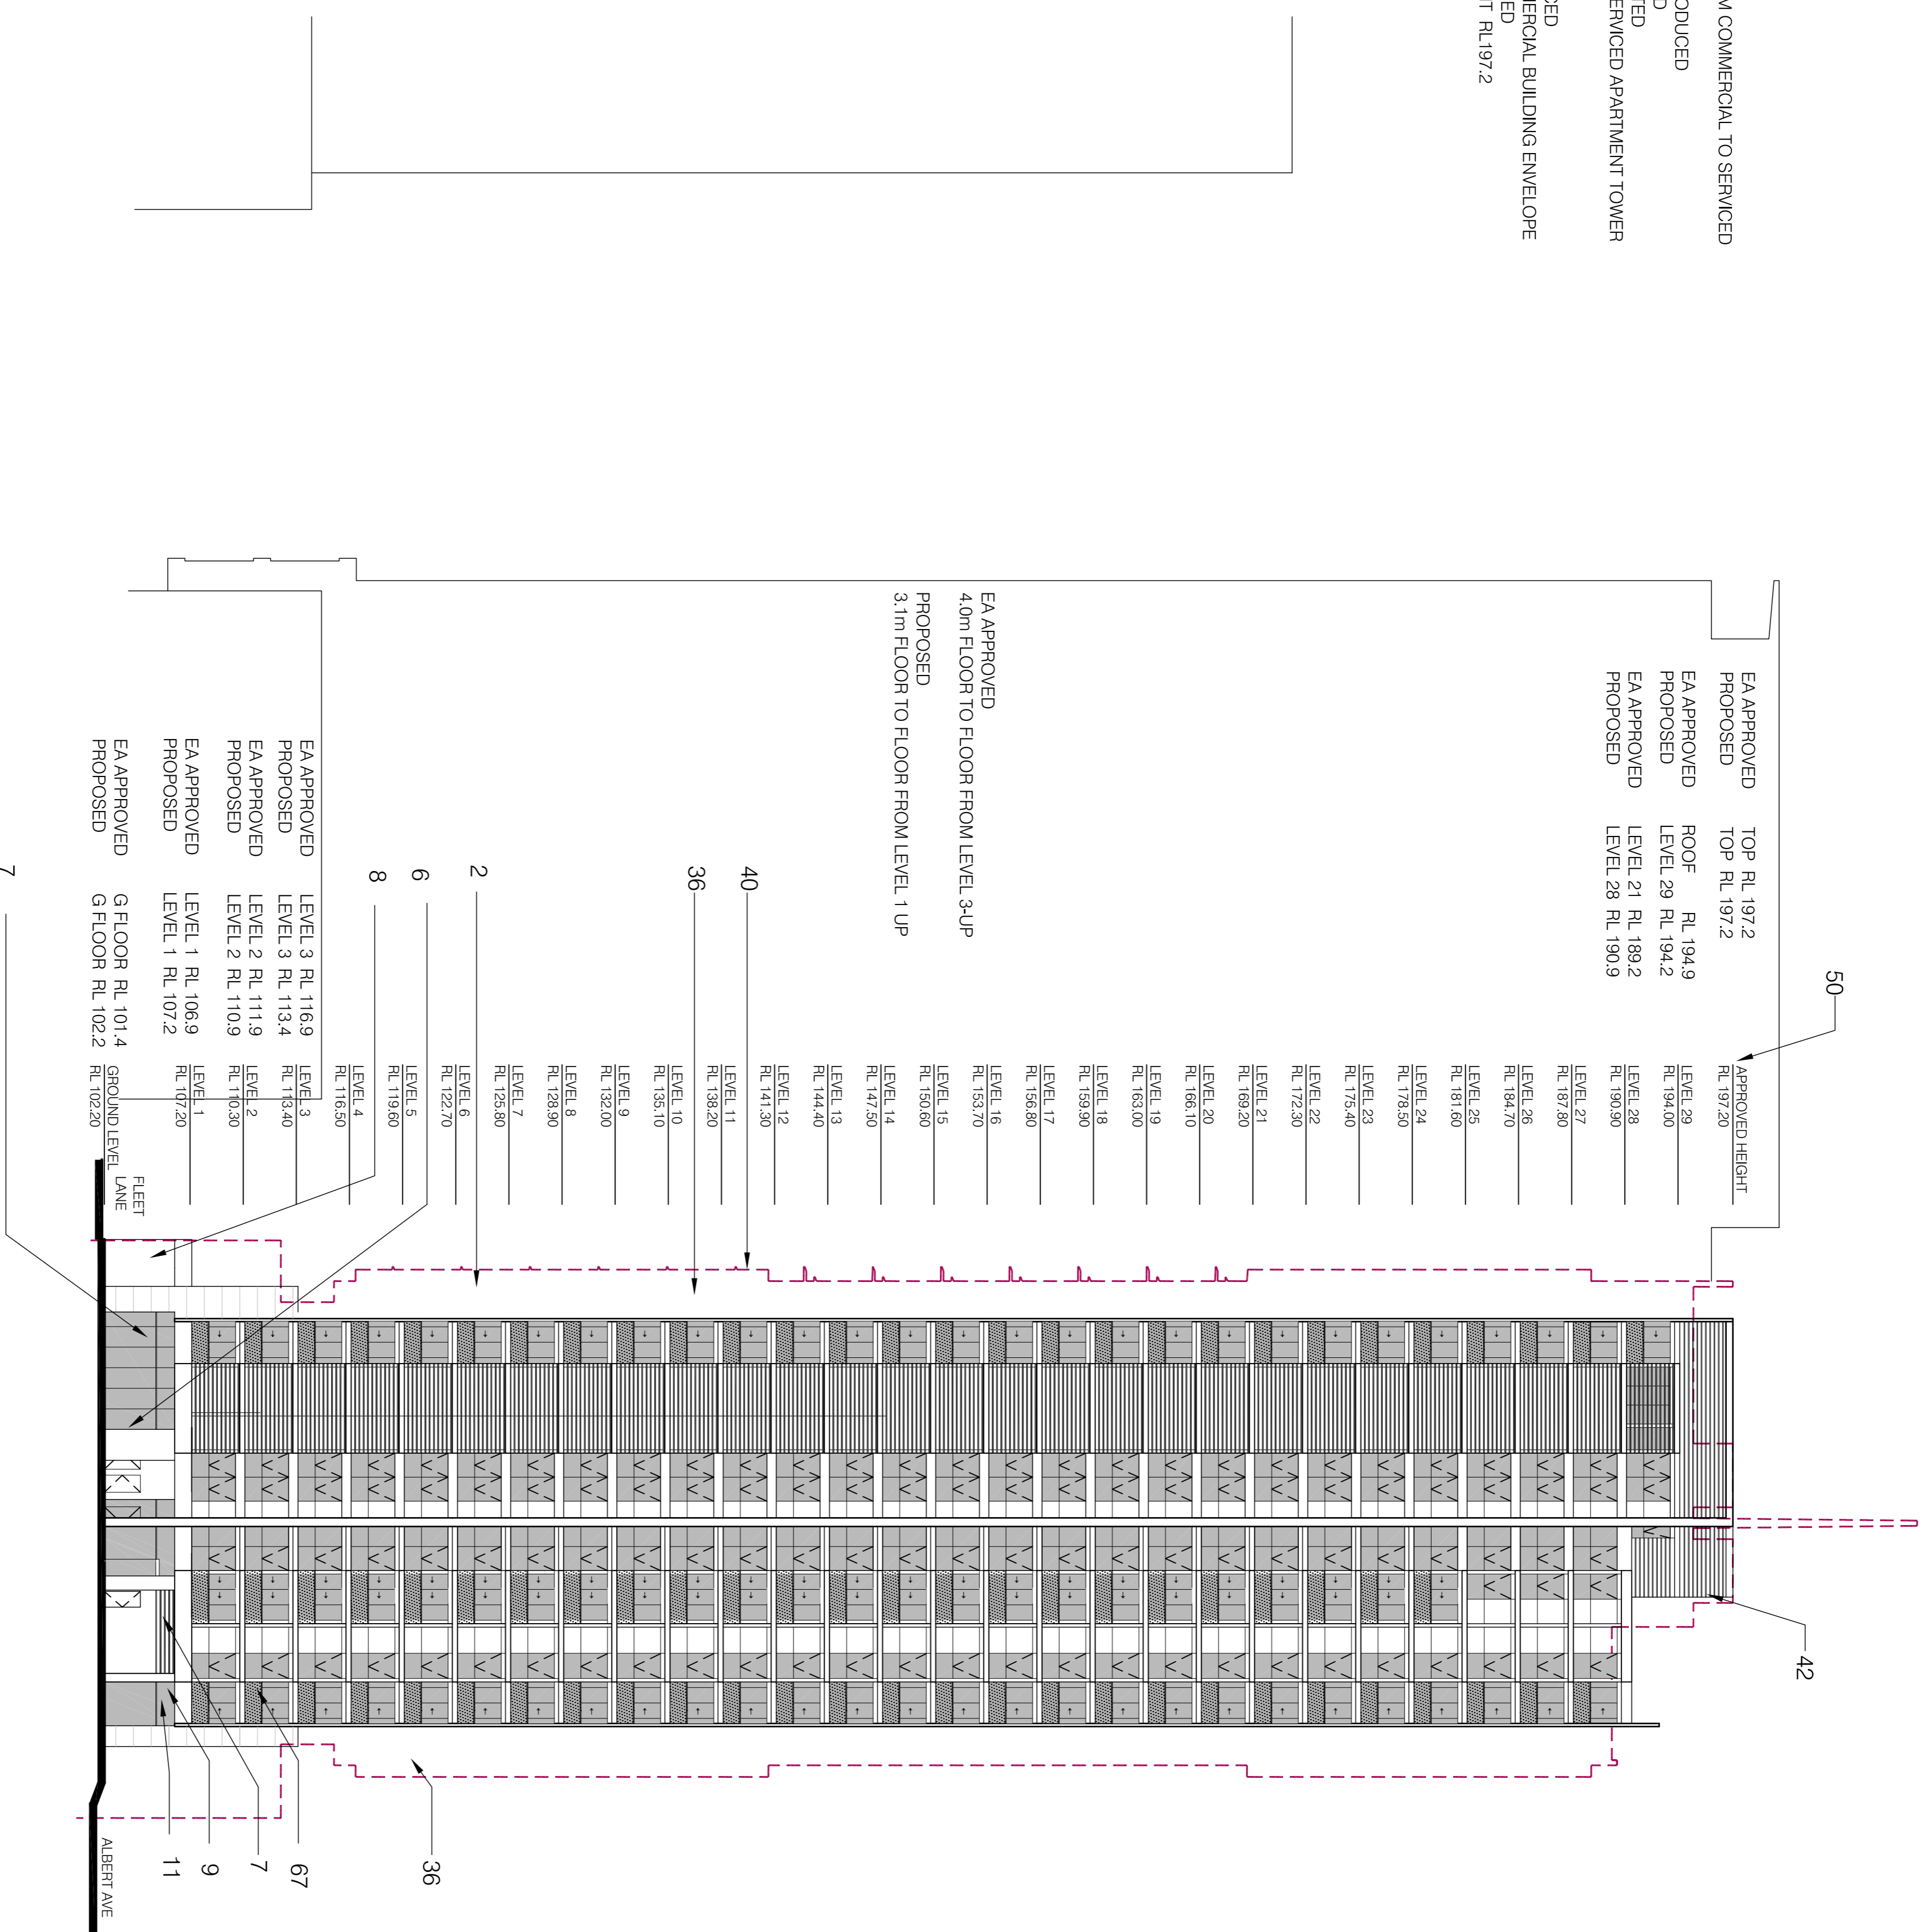 M COMMERCIAL TO SERVICED
ODUCED
D
TED
ERVICED APARTMENT TOWER
CED
MERCIAL BUILDING ENVELOPE
ED
HT RL197.2
EA APPROVED TOP RL 197.2
PROPOSED TOP RL 197.2
EA APPROVED ROOF RL 194.9
PROPOSED LEVEL 29 RL 194.2
EA APPROVED LEVEL 21 RL 189.2
PROPOSED LEVEL 28 RL 190.9
EA APPROVED
4.0m FLOOR TO FLOOR FROM LEVEL 3-UP
PROPOSED
3.1m FLOOR TO FLOOR FROM LEVEL 1 UP
EA APPROVED LEVEL 3 RL 116.9
PROPOSED LEVEL 3 RL 113.4
EA APPROVED LEVEL 2 RL 111.9
PROPOSED LEVEL 2 RL 110.9
EA APPROVED LEVEL 1 RL 106.9
PROPOSED LEVEL 1 RL 107.2
EA APPROVED G FLOOR RL 101.4
PROPOSED G FLOOR RL 102.2
50
40
36
2
6
8
7
APPROVED HEIGHT
RL 197.20
LEVEL 29
RL 194.00
LEVEL 28
RL 190.90
LEVEL 27
RL 187.80
LEVEL 26
RL 184.70
LEVEL 25
RL 181.60
LEVEL 24
RL 178.50
LEVEL 23
RL 175.40
LEVEL 22
RL 172.30
LEVEL 21
RL 169.20
LEVEL 20
RL 166.10
LEVEL 19
RL 163.00
LEVEL 18
RL 159.90
LEVEL 17
RL 156.80
LEVEL 16
RL 153.70
LEVEL 15
RL 150.60
LEVEL 14
RL 147.50
LEVEL 13
RL 144.40
LEVEL 12
RL 141.30
LEVEL 11
RL 138.20
LEVEL 10
RL 135.10
LEVEL 9
RL 132.00
LEVEL 8
RL 128.90
LEVEL 7
RL 125.80
LEVEL 6
RL 122.70
LEVEL 5
RL 119.60
LEVEL 4
RL 116.50
LEVEL 3
RL 113.40
LEVEL 2
RL 110.30
LEVEL 1
RL 107.20
GROUND LEVEL
RL 102.20
FLEET
LANE
42
36
67
7
9
11
ALBERT AVE